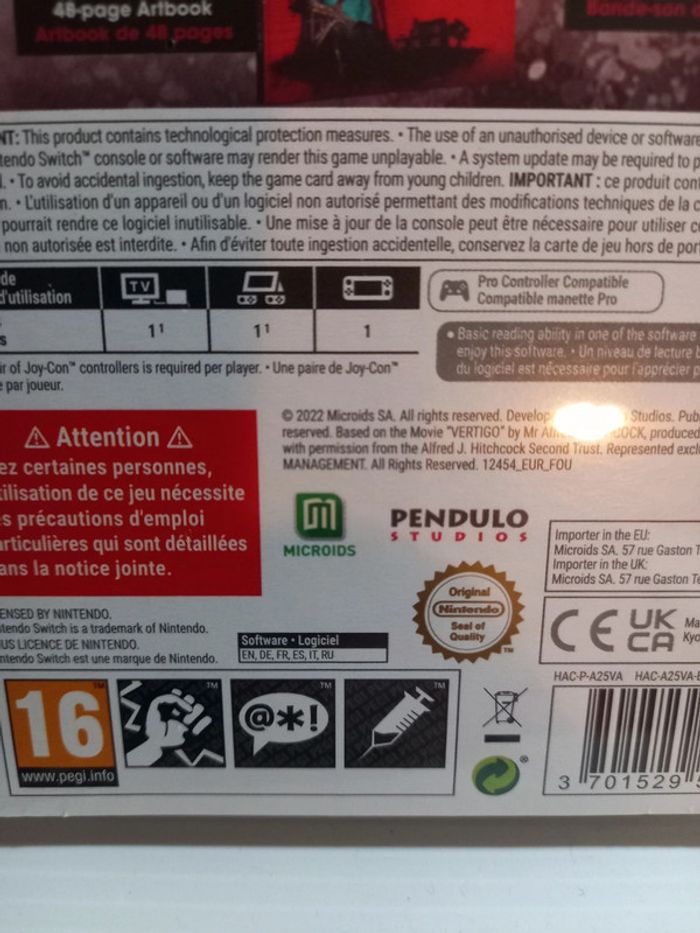 48-page Artbook
Artbook de 48 pages
Bande-son
NT: This product contains technological protection measures. • The use of an unauthorised device or software
tendo Switch™ console or software may render this game unplayable. • A system update may be required to p
l. • To avoid accidental ingestion, keep the game card away from young children. IMPORTANT : ce produit con
n. • L'utilisation d'un appareil ou d'un logiciel non autorisé permettant des modifications techniques de la c
pourrait rendre ce logiciel inutilisable. • Une mise à jour de la console peut être nécessaire pour utiliser c
non autorisée est interdite. • Afin d'éviter toute ingestion accidentelle, conservez la carte de jeu hors de por
de
d'utilisation
TV
s
1¹
1¹
1
Pro Controller Compatible
Compatible manette Pro
• Basic reading ability in one of the software
enjoy this software. • Un niveau de lecture
du logiciel est nécessaire pour l'apprécier p
ir of Joy-Con™ controllers is required per player. • Une paire de Joy-Con™
e par joueur.
⚠ Attention ⚠
ez certaines personnes,
tilisation de ce jeu nécessite
s précautions d'emploi
articulières qui sont détaillées
ans la notice jointe.
© 2022 Microids SA. All rights reserved. Develop Studios. Pub
reserved. Based on the Movie "VERTIGO" by Mr Alf COCK, produced
with permission from the Alfred J. Hitchcock Second Trust. Represented excl
MANAGEMENT. All Rights Reserved. 12454_EUR_FOU
MICROIDS
PENDULO
STUDIOS
Importer in the EU:
Microids SA. 57 rue Gaston T
Importer in the UK:
Microids SA. 57 rue Gaston Te
Original
Nintendo
Seal of
Quality
™
CE UK
CA
Ma
Kyo
ENSED BY NINTENDO.
tendo Switch is a trademark of Nintendo.
US LICENCE DE NINTENDO.
ntendo Switch est une marque de Nintendo.
Software • Logiciel
EN, DE, FR, ES, IT, RU
16
www.pegi.info
™
@*!
™
™
HAC-P-A25VA HAC-A25VA-E
®
3 701529 5